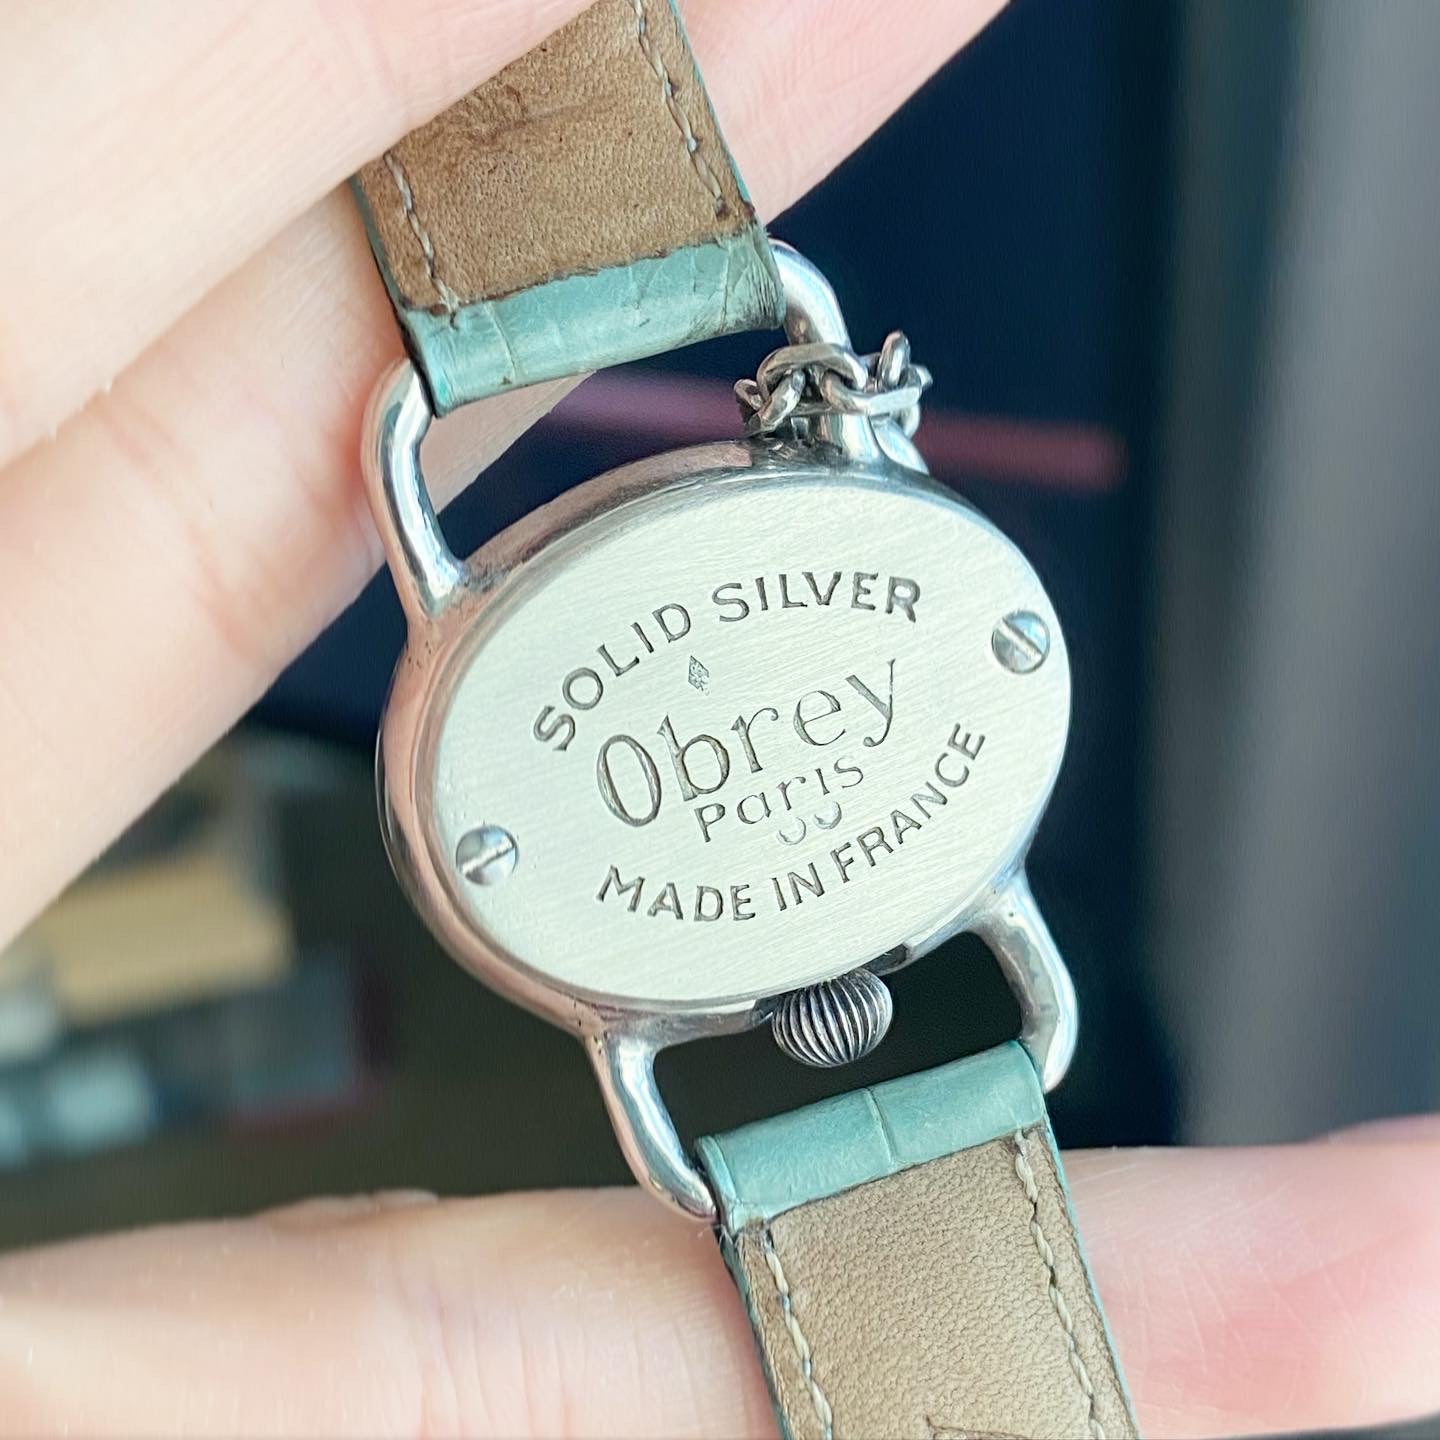 SOLID SILVER
Obrey
Paris
MADE IN FRANCE